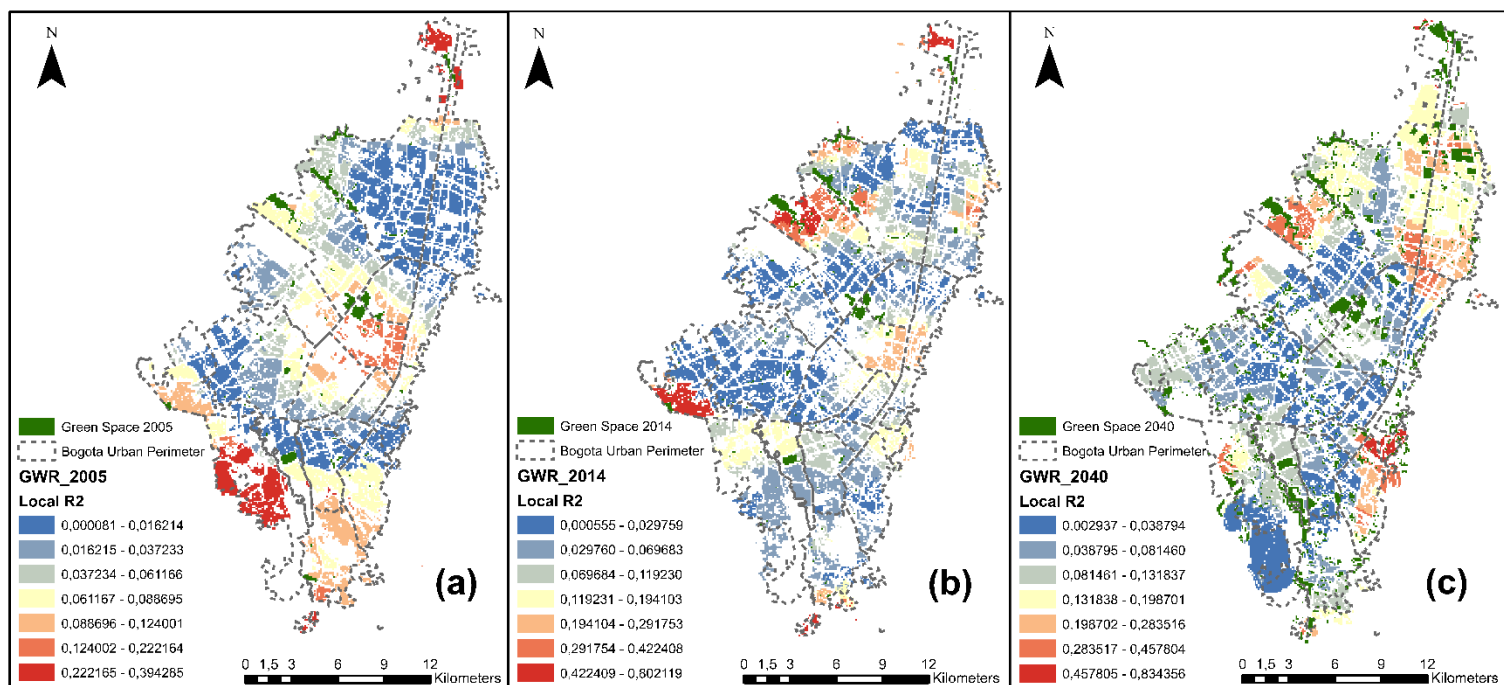 N
Green Space 2005
Bogota Urban Perimeter
GWR_2005
Local R2
0,000081 - 0,016214
0,016215 - 0,037233
0,037234 - 0,061166
0,061167 - 0,088695
0,088696 - 0,124001
0,124002 - 0,222164
0,222165 - 0,394265
(a)
0 1,5 3 6 9 12
Kilometers
N
Green Space 2014
Bogota Urban Perimeter
GWR_2014
Local R2
0,000555 - 0,029759
0,029760 - 0,069683
0,069684 - 0,119230
0,119231 - 0,194103
0,194104 - 0,291753
0,291754 - 0,422408
0,422409 - 0,602119
(b)
0 1,5 3 6 9 12
Kilometers
N
Green Space 2040
Bogota Urban Perimeter
GWR_2040
Local R2
0,002937 - 0,038794
0,038795 - 0,081460
0,081461 - 0,131837
0,131838 - 0,198701
0,198702 - 0,283516
0,283517 - 0,457804
0,457805 - 0,834356
(c)
0 1,5 3 6 9 12
Kilometers